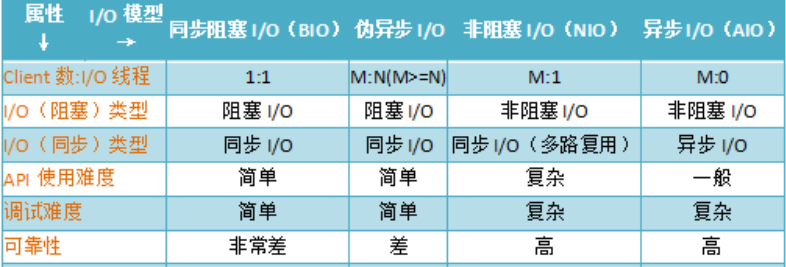 属性 I/O 模型 同步阻塞 I/O（BIO） 伪异步 I/O 非阻塞 I/O（NIO） 异步 I/O（AIO）
↓ →
Client 数:I/O 线程 1:1 M:N(M>=N) M:1 M:0
I/O（阻塞）类型 阻塞 I/O 阻塞 I/O 非阻塞 I/O 非阻塞 I/O
I/O（同步）类型 同步 I/O 同步 I/O 同步 I/O（多路复用） 异步 I/O
API 使用难度 简单 简单 复杂 一般
调试难度 简单 简单 复杂 复杂
可靠性 非常差 差 高 高